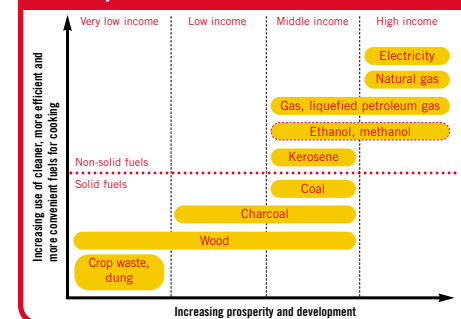 Very low income
Low income
Middle income
High income
Electricity
Natural gas
Gas, liquefied petroleum gas
Ethanol, methanol
Kerosene
Non-solid fuels
Solid fuels
Coal
Charcoal
Wood
Crop waste,
dung
Increasing use of cleaner, more efficient and
more convenient fuels for cooking
Increasing prosperity and development